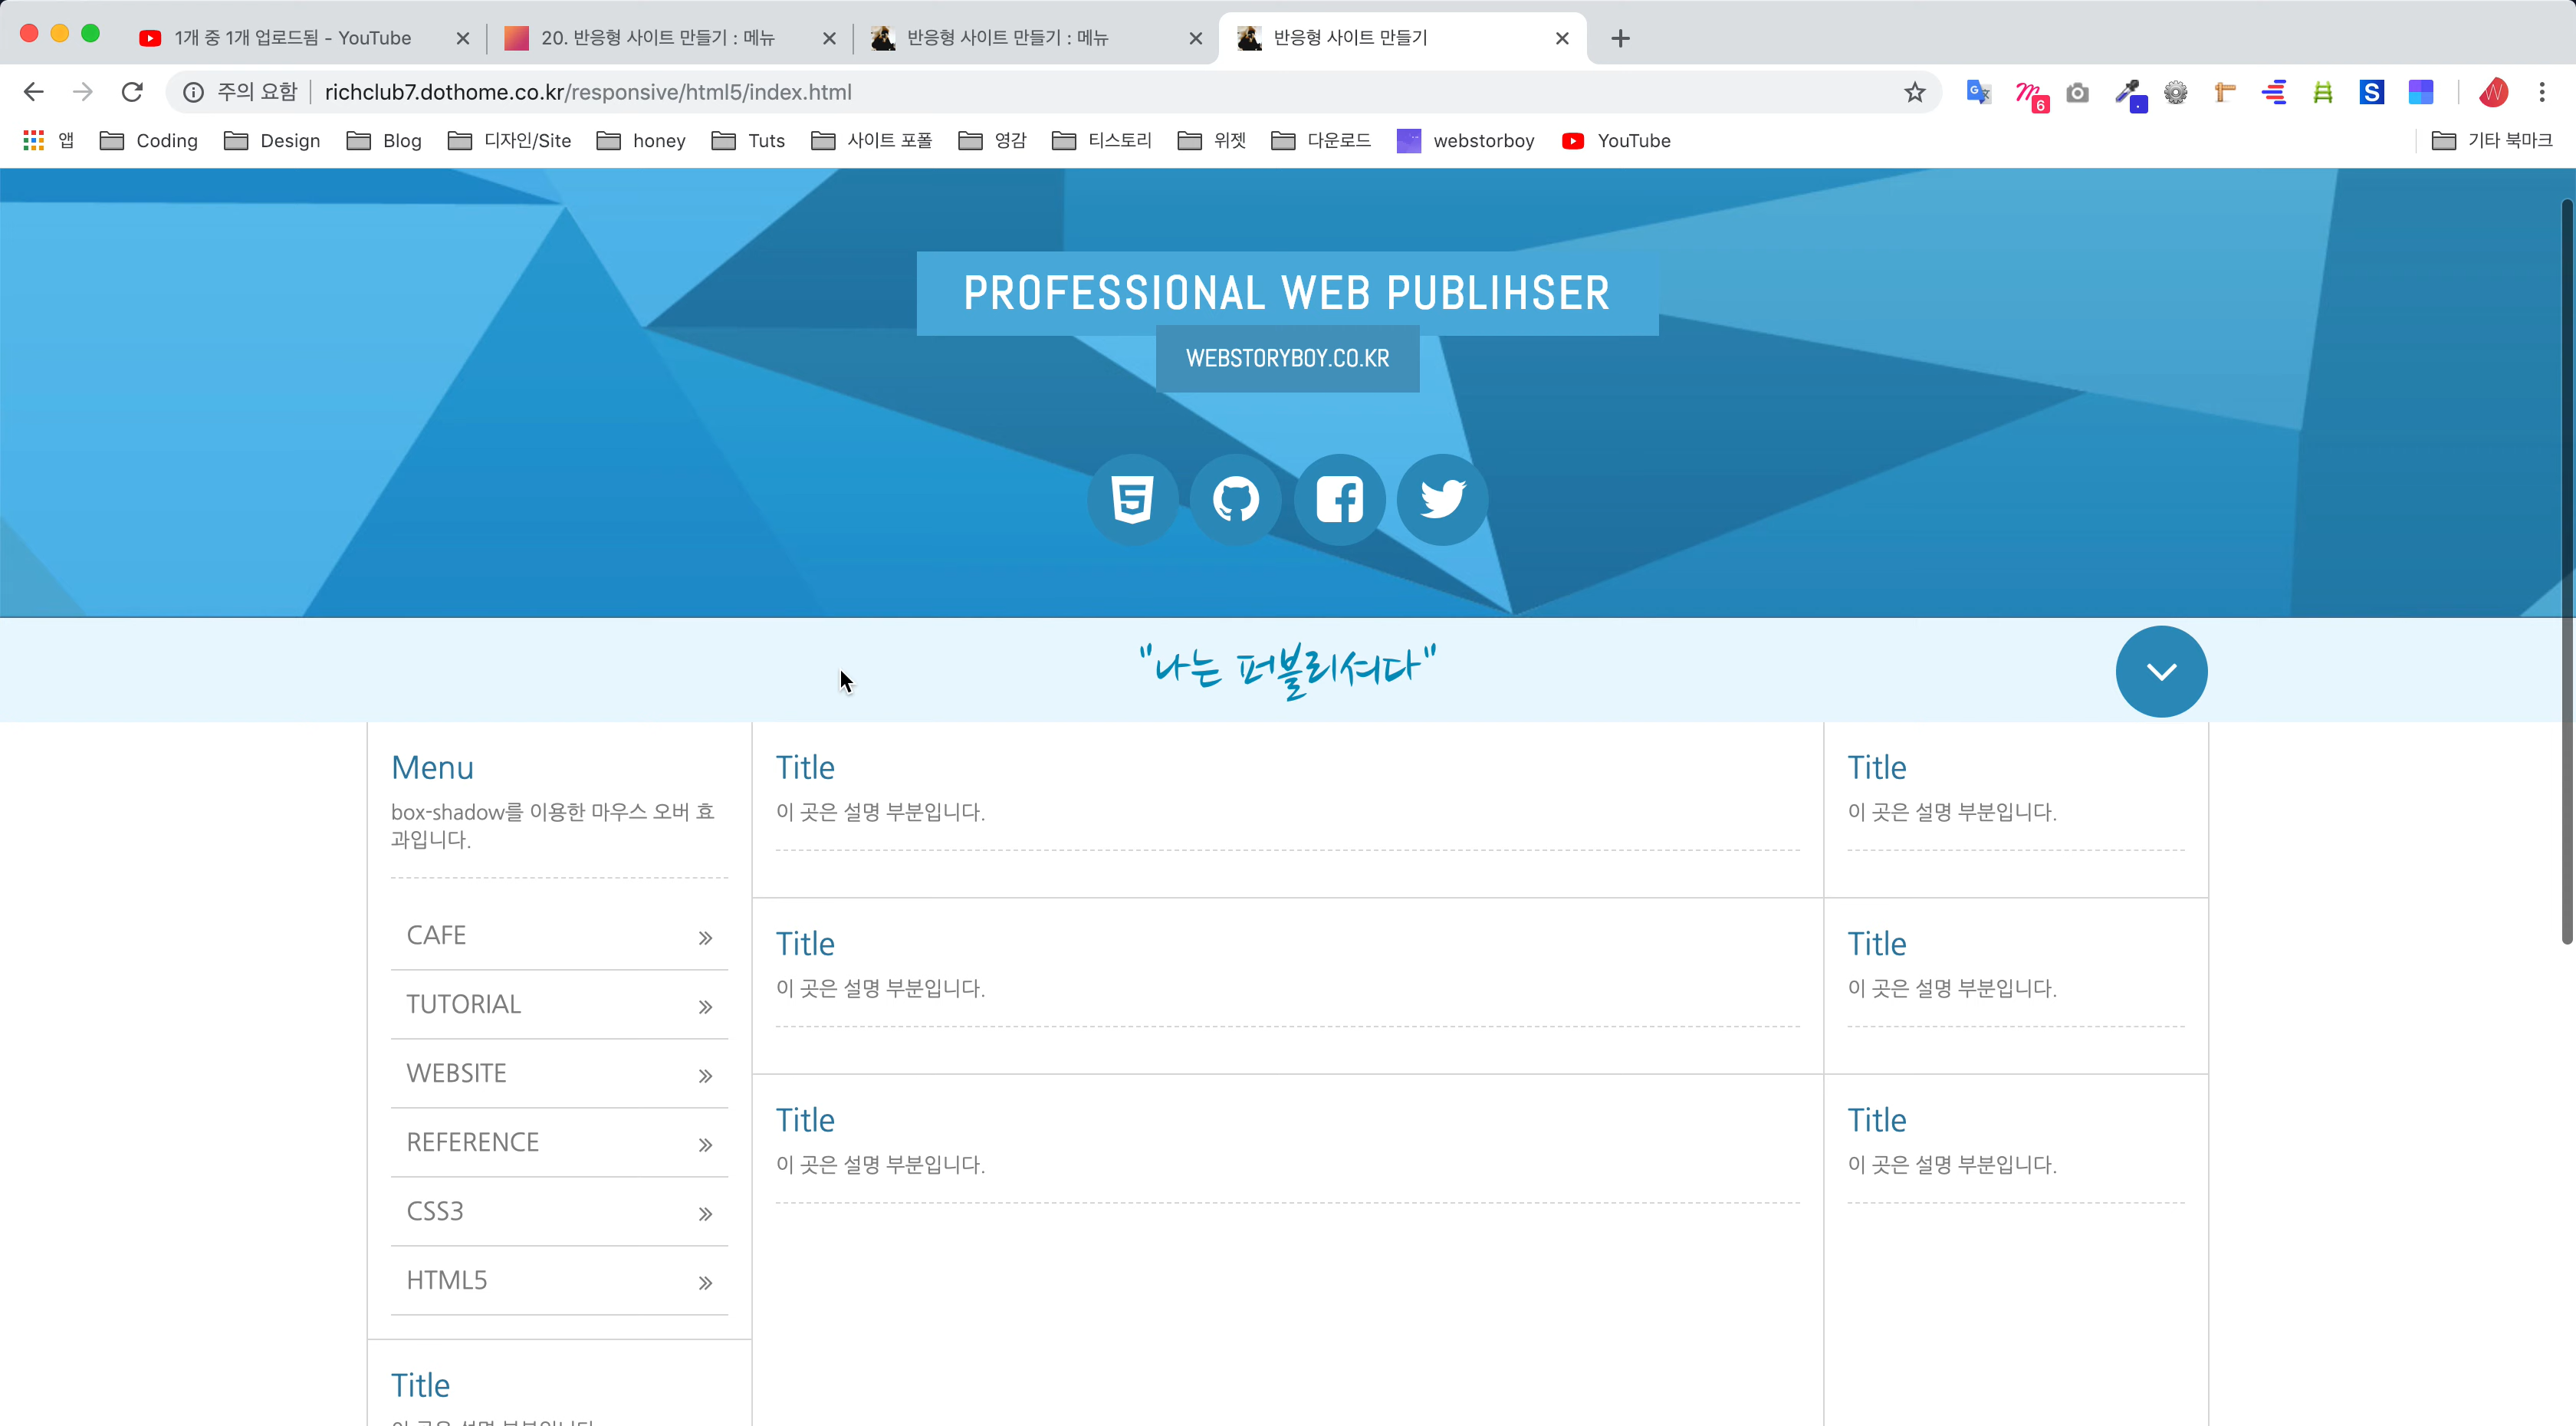 1개 중 1개 업로드됨 - YouTube
20. 반응형 사이트 만들기 : 메뉴
반응형 사이트 만들기 : 메뉴
반응형 사이트 만들기
주의 요함
richclub7.dothome.co.kr/responsive/html5/index.html
6
앱
Coding
Design
Blog
디자인/Site
honey
Tuts
사이트 포폴
영감
티스토리
위젯
다운로드
webstorboy
YouTube
기타 북마크
PROFESSIONAL WEB PUBLIHSER
WEBSTORYBOY.CO.KR
"나는 퍼블리셔다"
Menu
box-shadow를 이용한 마우스 오버 효
과입니다.
CAFE
TUTORIAL
WEBSITE
REFERENCE
CSS3
HTML5
Title
Title
이 곳은 설명 부분입니다.
Title
이 곳은 설명 부분입니다.
Title
이 곳은 설명 부분입니다.
Title
이 곳은 설명 부분입니다.
Title
이 곳은 설명 부분입니다.
Title
이 곳은 설명 부분입니다.